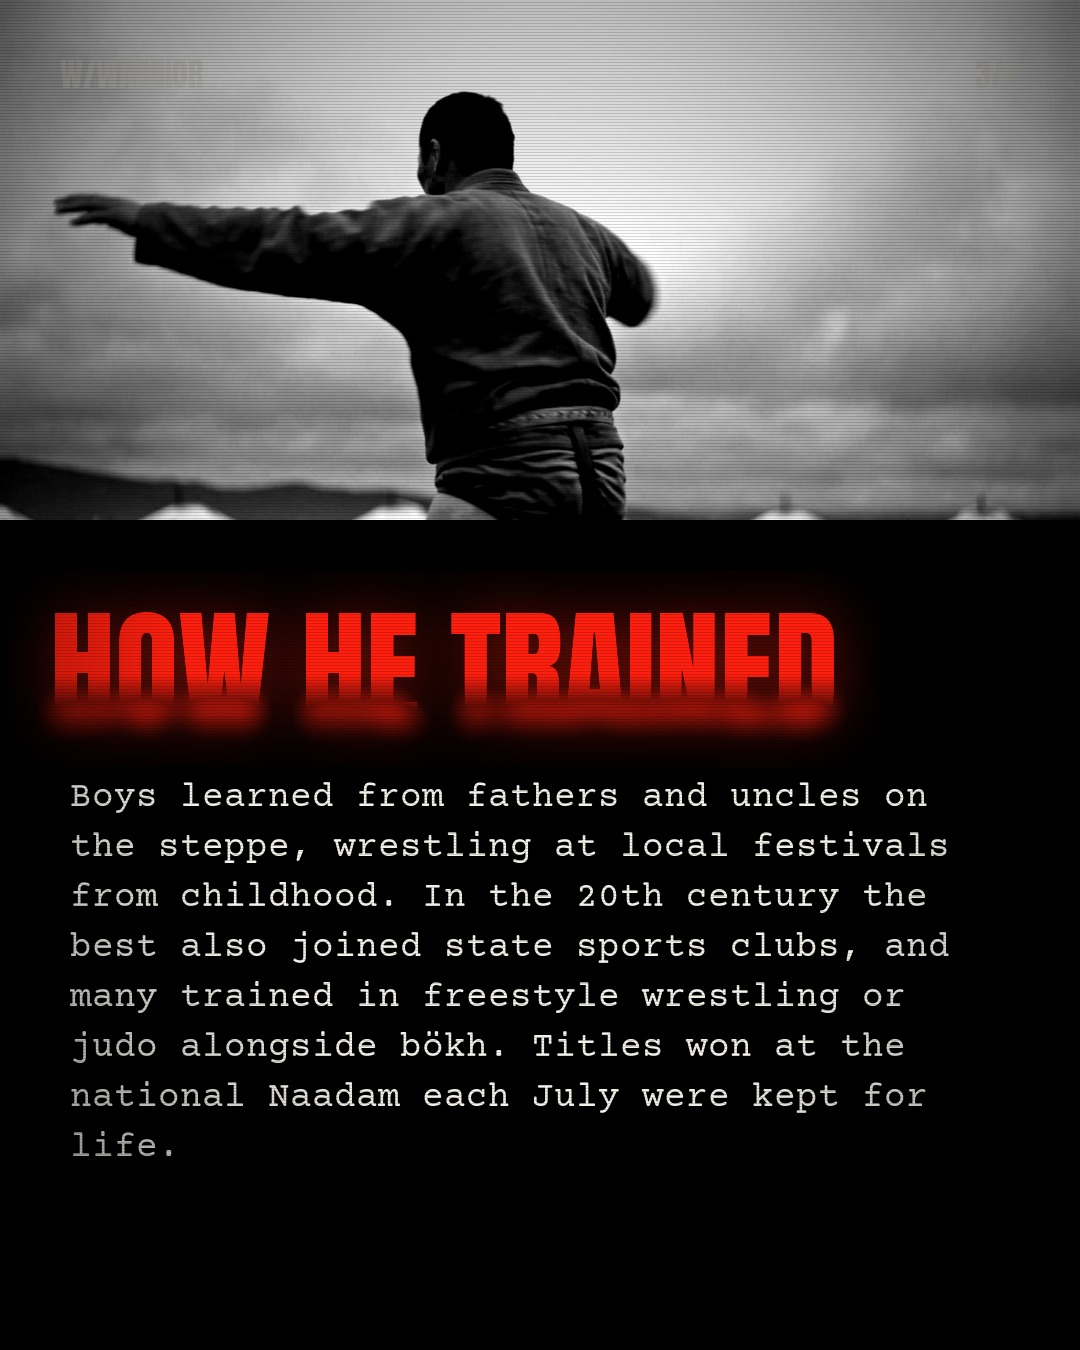 W/WARRIOR
HOW HE TRAINED
Boys learned from fathers and uncles on
the steppe, wrestling at local festivals
from childhood. In the 20th century the
best also joined state sports clubs, and
many trained in freestyle wrestling or
judo alongside bökh. Titles won at the
national Naadam each July were kept for
life.